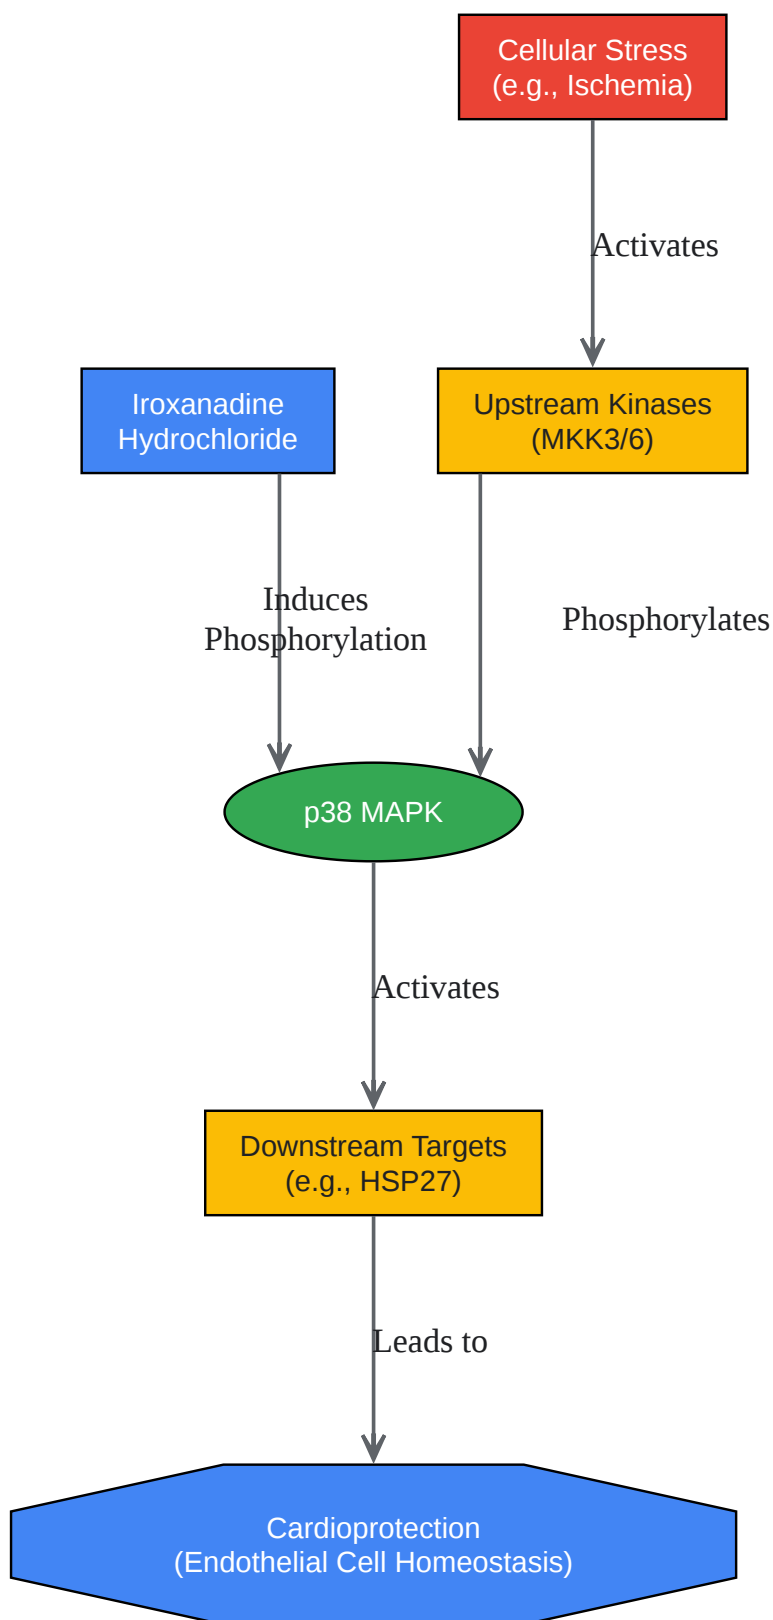 Cellular Stress
(e.g., Ischemia)
Activates
Iroxanadine
Hydrochloride
Upstream Kinases
(MKK3/6)
Induces
Phosphorylation
Phosphorylates
p38 MAPK
Activates
Downstream Targets
(e.g., HSP27)
Leads to
Cardioprotection
(Endothelial Cell Homeostasis)